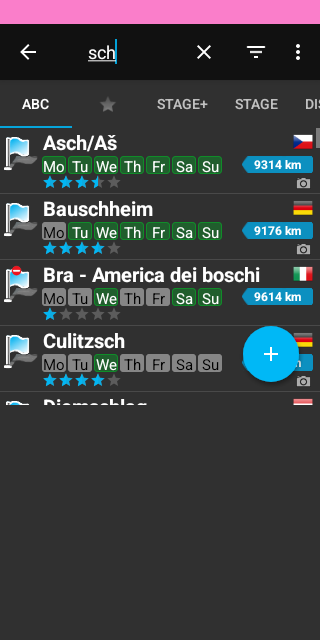 sch
ABC STAGE+ STAGE DIS
Asch/Aš
Mo Tu We Th Fr Sa Su 9314 km
Bauschheim
Mo Tu We Th Fr Sa Su 9176 km
Bra - America dei boschi
Mo Tu We Th Fr Sa Su 9614 km
Culitzsch
Mo Tu We Th Fr Sa Su